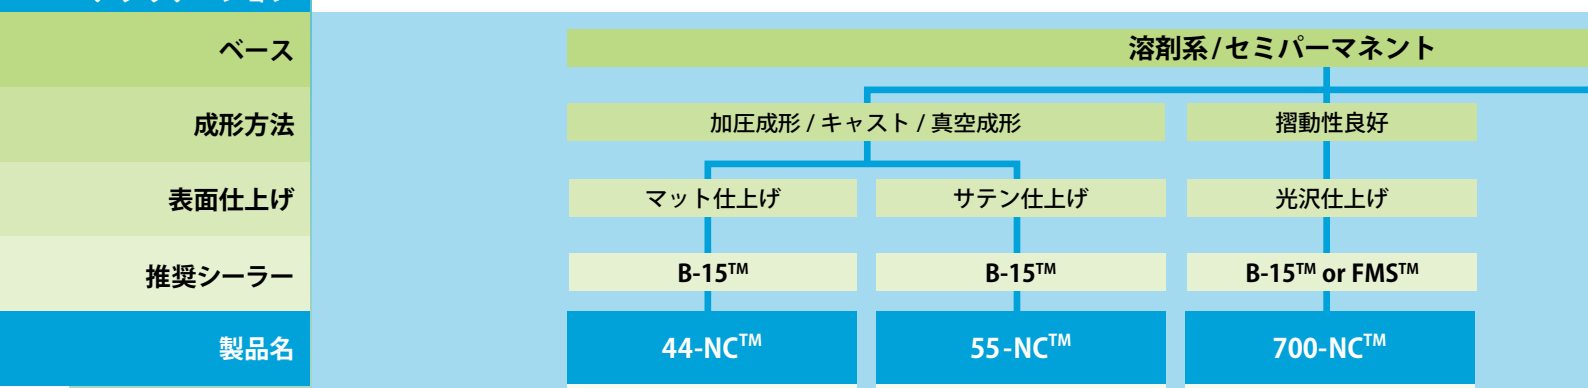 ベース
溶剤系/セミパーマネント
成形方法
加圧成形 / キャスト / 真空成形
摺動性良好
表面仕上げ
マット仕上げ
サテン仕上げ
光沢仕上げ
推奨シーラー
B-15™
B-15™
B-15™ or FMS™
製品名
44-NC™
55-NC™
700-NC™